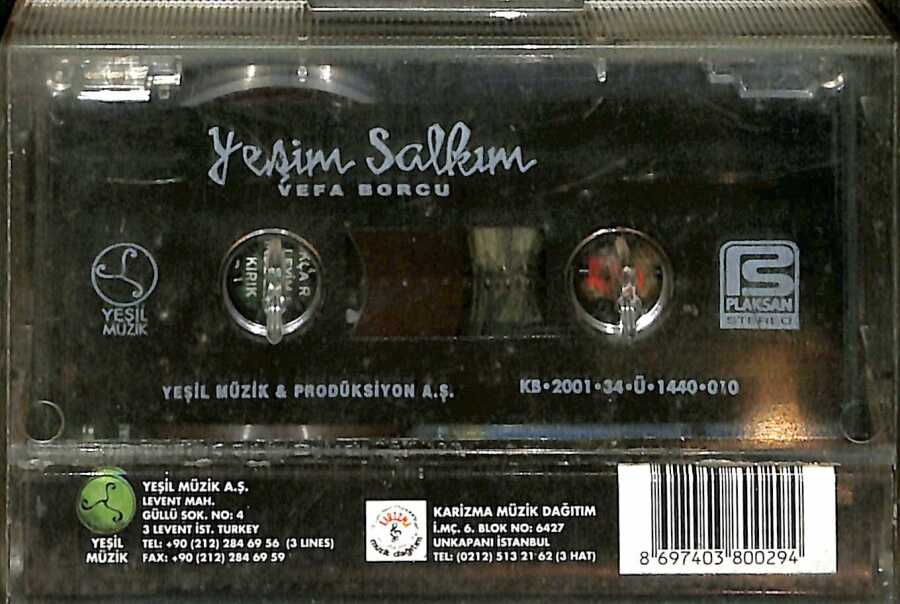 Yeşim Salkım
VEFA BORCU
YEŞİL
MÜZİK
KIRIK
PLAKSAN
STEREO
YEŞİL MÜZİK & PRODÜKSİYON A.Ş.
KB•2001•34•Ü•1440•010
YEŞİL
MÜZİK
YEŞİL MÜZİK A.Ş.
LEVENT MAH.
GÜLLÜ SOK. NO: 4
3 LEVENT İST. TURKEY
TEL: +90 (212) 284 69 56 (3 LINES)
FAX: +90 (212) 284 69 59
müzik dağıtım
KARİZMA MÜZİK DAĞITIM
İ.MÇ. 6. BLOK NO: 6427
UNKAPANI İSTANBUL
TEL: (0212) 513 21 62 (3 HAT)
8 697403 800294